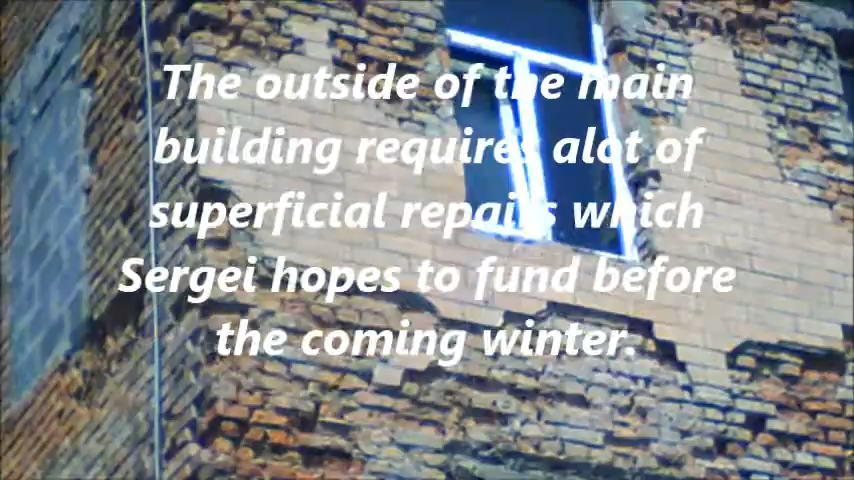 The outside of the main
building requires alot of
superficial repairs which
Sergei hopes to fund before
the coming winter.